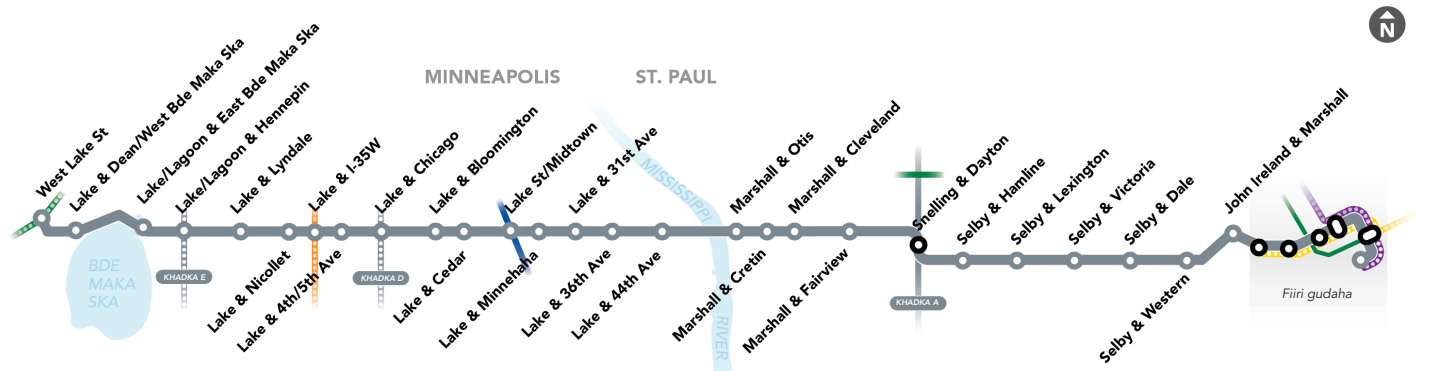 N
MINNEAPOLIS
ST. PAUL
West Lake St
Lake & Dean/West Bde Maka Ska
Lake/Lagoon & East Bde Maka Ska
Lake/Lagoon & Hennepin
Lake & Lyndale
Lake & Nicollet
Lake & I-35W
Lake & 4th/5th Ave
Lake & Chicago
Lake & Bloomington
Lake & Cedar
Lake St/Midtown
Lake & Minnehaha
Lake & 31st Ave
Lake & 36th Ave
Lake & 44th Ave
MISSISSIPPI
RIVER
Marshall & Otis
Marshall & Cretin
Marshall & Cleveland
Marshall & Fairview
Snelling & Dayton
Selby & Hamline
Selby & Lexington
Selby & Victoria
Selby & Dale
Selby & Western
John Ireland & Marshall
BDE
MAKA
SKA
KHADKA E
KHADKA D
KHADKA A
Fiiri gudaha